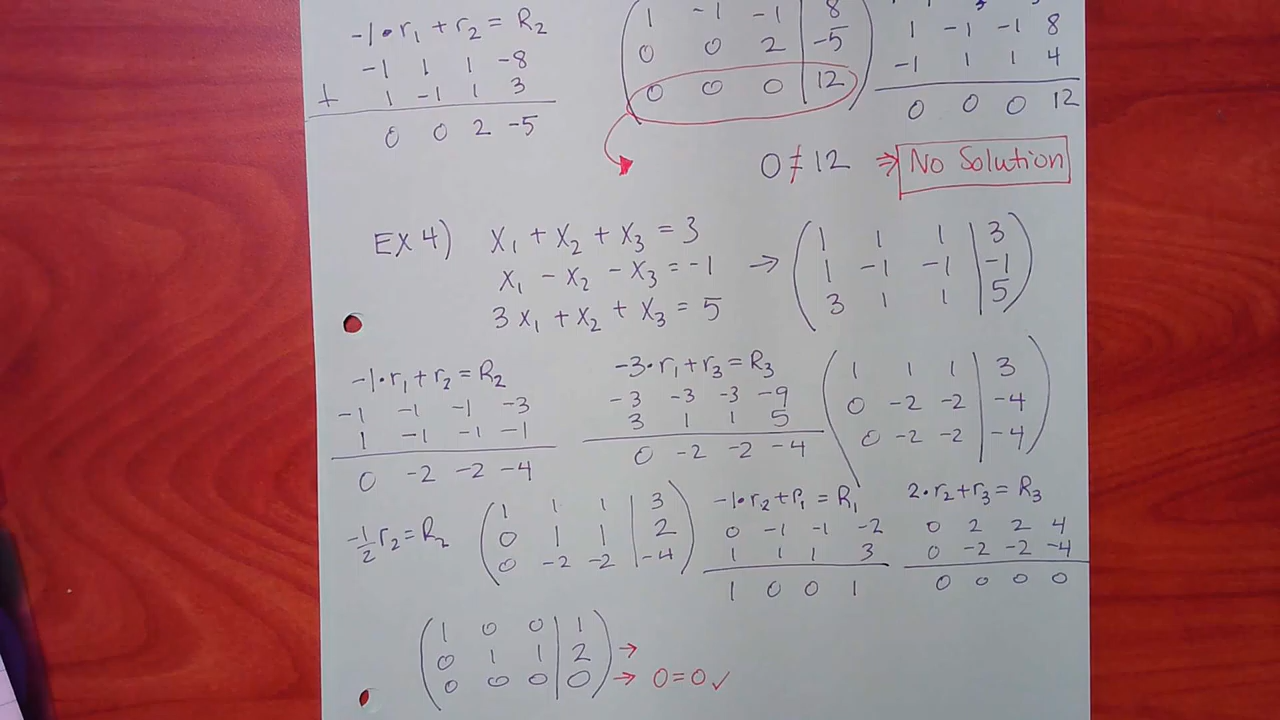 -1•r₁ + r₂ = R₂
-1 1 1 -8
+ 1 -1 1 3
0 0 2 -5
1 -1 -1 | 8
0 0 2 | -5
0 0 0 | 12
1 -1 -1 8
-1 1 1 4
0 0 0 12
0 ≠ 12 ⇒ No Solution
EX 4) x₁ + x₂ + x₃ = 3
x₁ - x₂ - x₃ = -1 →
3x₁ + x₂ + x₃ = 5
1 1 1 | 3
1 -1 -1 | -1
3 1 1 | 5
-1•r₁ + r₂ = R₂
-1 -1 -1 -3
1 -1 -1 -1
0 -2 -2 -4
-3•r₁ + r₃ = R₃
-3 -3 -3 -9
3 1 1 5
0 -2 -2 -4
1 1 1 | 3
0 -2 -2 | -4
0 -2 -2 | -4
-1/2 r₂ = R₂
1 1 1 | 3
0 1 1 | 2
0 -2 -2 | -4
-1•r₂ + r₁ = R₁
0 -1 -1 -2
1 1 1 3
1 0 0 1
2•r₂ + r₃ = R₃
0 2 2 4
0 -2 -2 -4
0 0 0 0
1 0 0 | 1
0 1 1 | 2 →
0 0 0 | 0 → 0=0 ✓